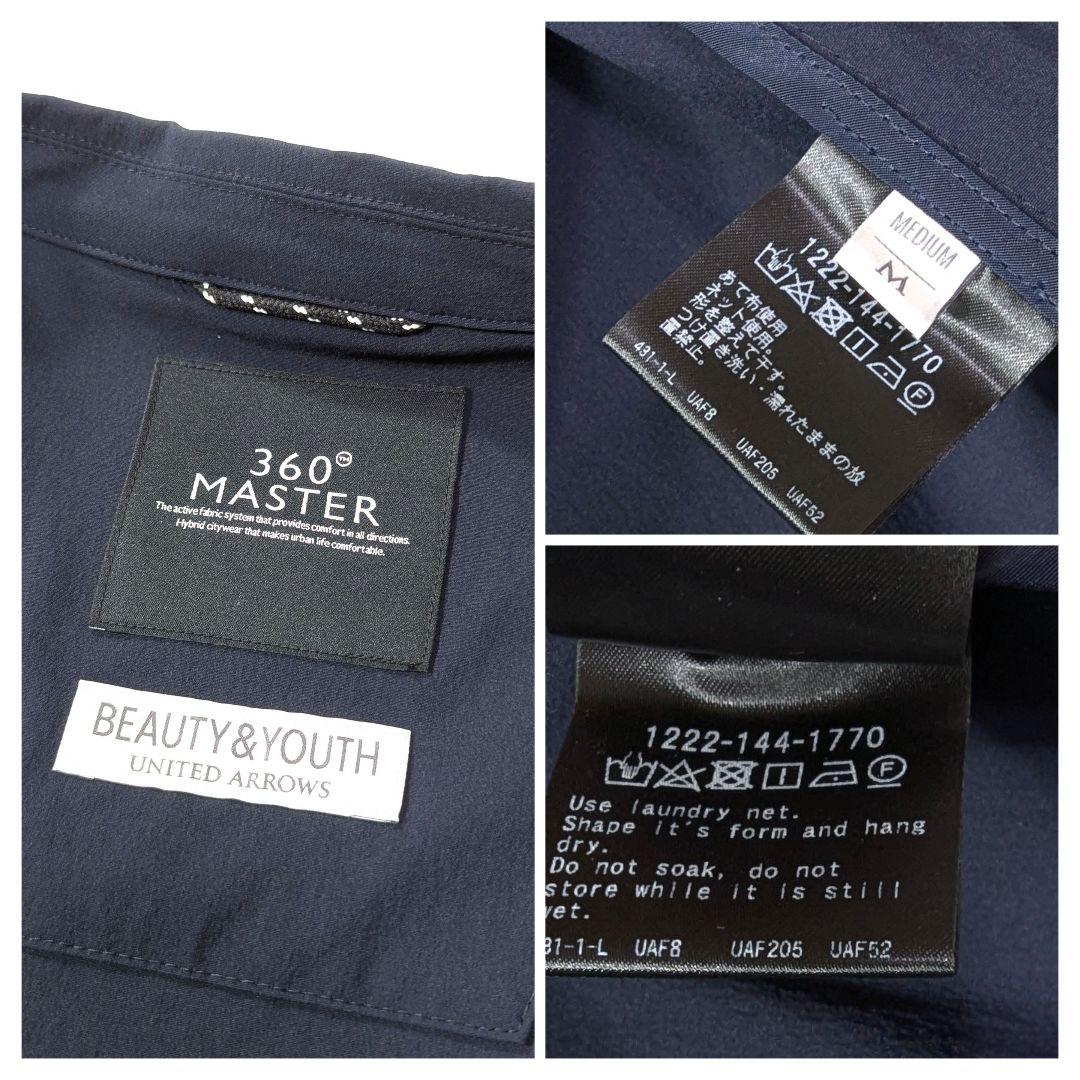 360°™
MASTER
The active fabric system that provides comfort in all directions.
Hybrid citywear that makes urban life comfortable.
BEAUTY&YOUTH
UNITED ARROWS
MEDIUM
M
1222-144-1770
あて布使用
ネット使用。
形を整えて干す。
つけ置き洗い・濡れたままの放
置禁止。
431-1-L UAF8 UAF205 UAF52
1222-144-1770
Use laundry net.
Shape it's form and hang
dry.
Do not soak, do not
store while it is still
wet.
31-1-L UAF8 UAF205 UAF52